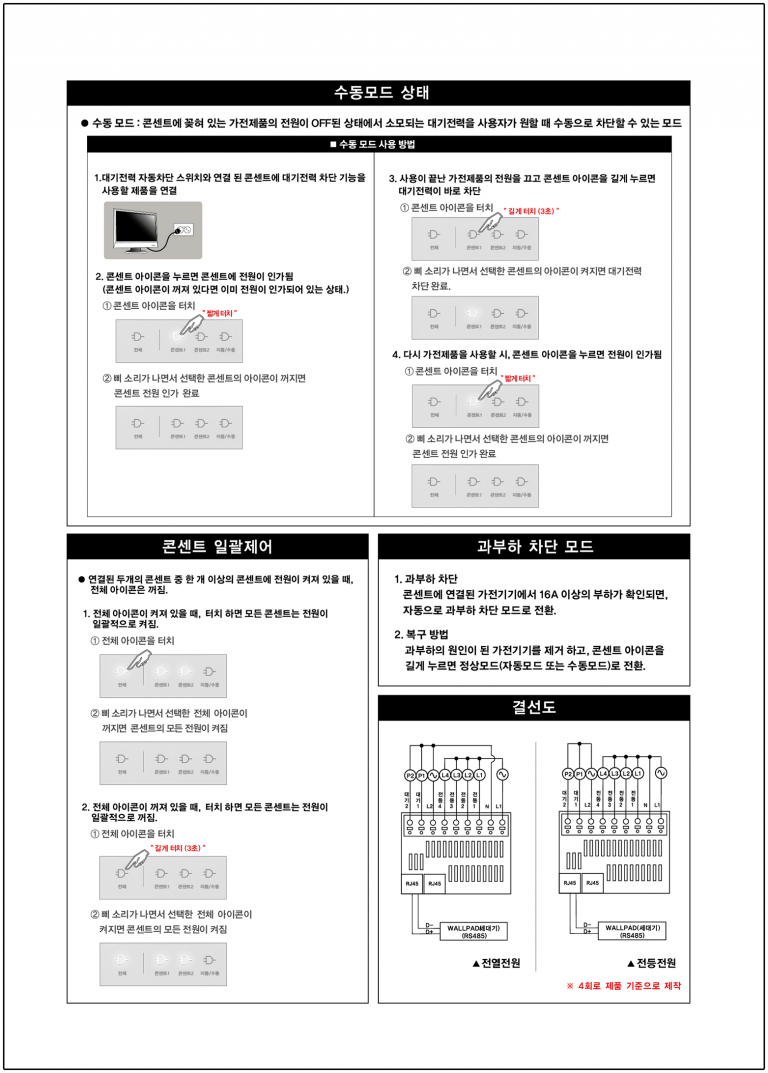 수동모드 상태
● 수동 모드 : 콘센트에 꽂혀 있는 가전제품의 전원이 OFF된 상태에서 소모되는 대기전력을 사용자가 원할 때 수동으로 차단할 수 있는 모드
■ 수동 모드 사용 방법
1.대기전력 자동차단 스위치와 연결 된 콘센트에 대기전력 차단 기능을
사용할 제품을 연결
2. 콘센트 아이콘을 누르면 콘센트에 전원이 인가됨
(콘센트 아이콘이 꺼져 있다면 이미 전원이 인가되어 있는 상태.)
① 콘센트 아이콘을 터치
" 짧게 터치 "
전체 콘센트1 콘센트2 자동/수동
② 삐 소리가 나면서 선택한 콘센트의 아이콘이 꺼지면
콘센트 전원 인가 완료
전체 콘센트1 콘센트2 자동/수동
3. 사용이 끝난 가전제품의 전원을 끄고 콘센트 아이콘을 길게 누르면
대기전력이 바로 차단
① 콘센트 아이콘을 터치
" 길게 터치 (3초) "
전체 콘센트1 콘센트2 자동/수동
② 삐 소리가 나면서 선택한 콘센트의 아이콘이 켜지면 대기전력
차단 완료.
전체 콘센트1 콘센트2 자동/수동
4. 다시 가전제품을 사용할 시, 콘센트 아이콘을 누르면 전원이 인가됨
① 콘센트 아이콘을 터치
" 짧게 터치 "
전체 콘센트1 콘센트2 자동/수동
② 삐 소리가 나면서 선택한 콘센트의 아이콘이 꺼지면
콘센트 전원 인가 완료
전체 콘센트1 콘센트2 자동/수동
콘센트 일괄제어
● 연결된 두개의 콘센트 중 한 개 이상의 콘센트에 전원이 켜져 있을 때,
전체 아이콘은 꺼짐.
1. 전체 아이콘이 켜져 있을 때, 터치 하면 모든 콘센트는 전원이
일괄적으로 켜짐.
① 전체 아이콘을 터치
전체 콘센트1 콘센트2 자동/수동
② 삐 소리가 나면서 선택한 전체 아이콘이
꺼지면 콘센트의 모든 전원이 켜짐
전체 콘센트1 콘센트2 자동/수동
2. 전체 아이콘이 꺼져 있을 때, 터치 하면 모든 콘센트는 전원이
일괄적으로 꺼짐.
① 전체 아이콘을 터치
" 길게 터치 (3초) "
전체 콘센트1 콘센트2 자동/수동
② 삐 소리가 나면서 선택한 전체 아이콘이
켜지면 콘센트의 모든 전원이 켜짐
전체 콘센트1 콘센트2 자동/수동
과부하 차단 모드
1. 과부하 차단
콘센트에 연결된 가전기기에서 16A 이상의 부하가 확인되면,
자동으로 과부하 차단 모드로 전환.
2. 복구 방법
과부하의 원인이 된 가전기기를 제거 하고, 콘센트 아이콘을
길게 누르면 정상모드(자동모드 또는 수동모드)로 전환.
결선도
P2 P1 L4 L3 L2 L1
대기2 대기1 L2 전등4 전등3 전등2 전등1 N L1
RJ45 RJ45
D-
D+
WALLPAD(세대기)
(RS485)
▲ 전열전원
P2 P1 L4 L3 L2 L1
대기2 대기1 L2 전등4 전등3 전등2 전등1 N L1
RJ45 RJ45
D-
D+
WALLPAD(세대기)
(RS485)
▲ 전등전원
※ 4회로 제품 기준으로 제작